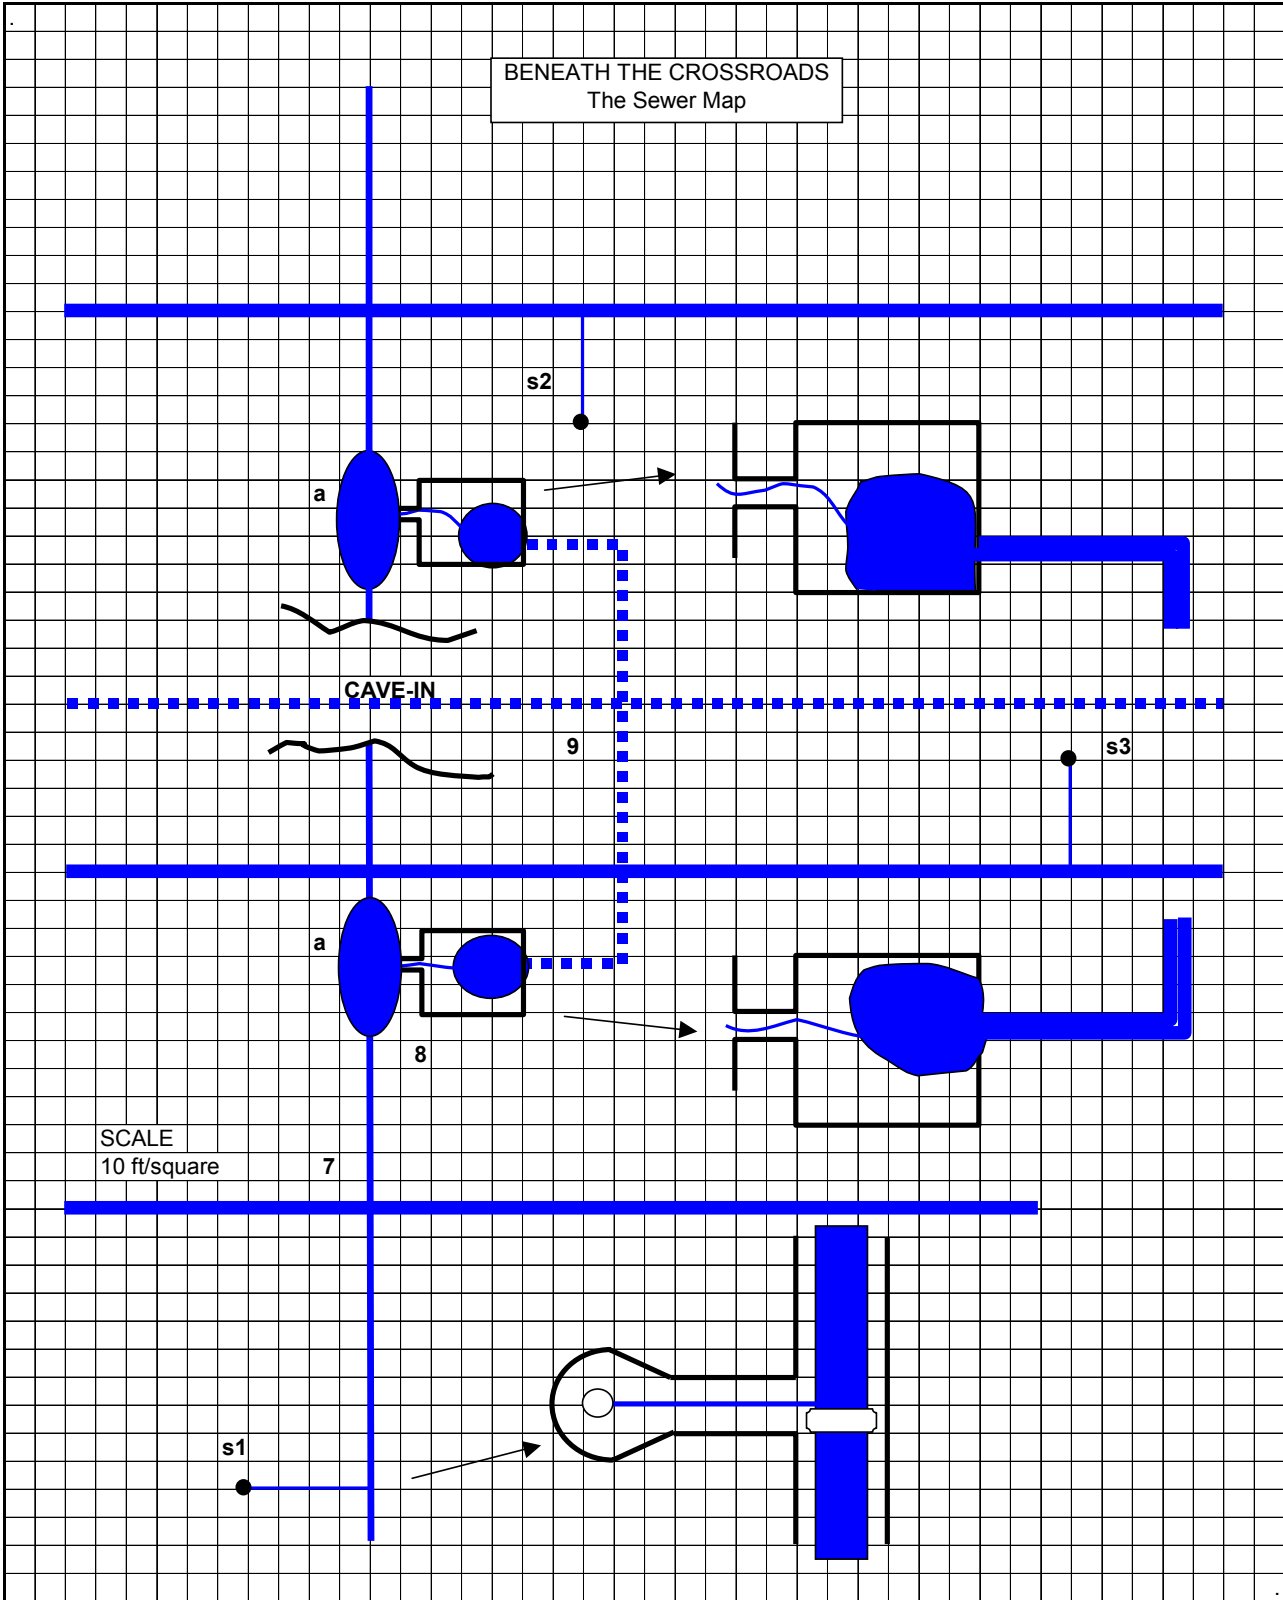 BENEATH THE CROSSROADS
The Sewer Map
s2
a
CAVE-IN
9
s3
a
8
SCALE
10 ft/square
7
s1